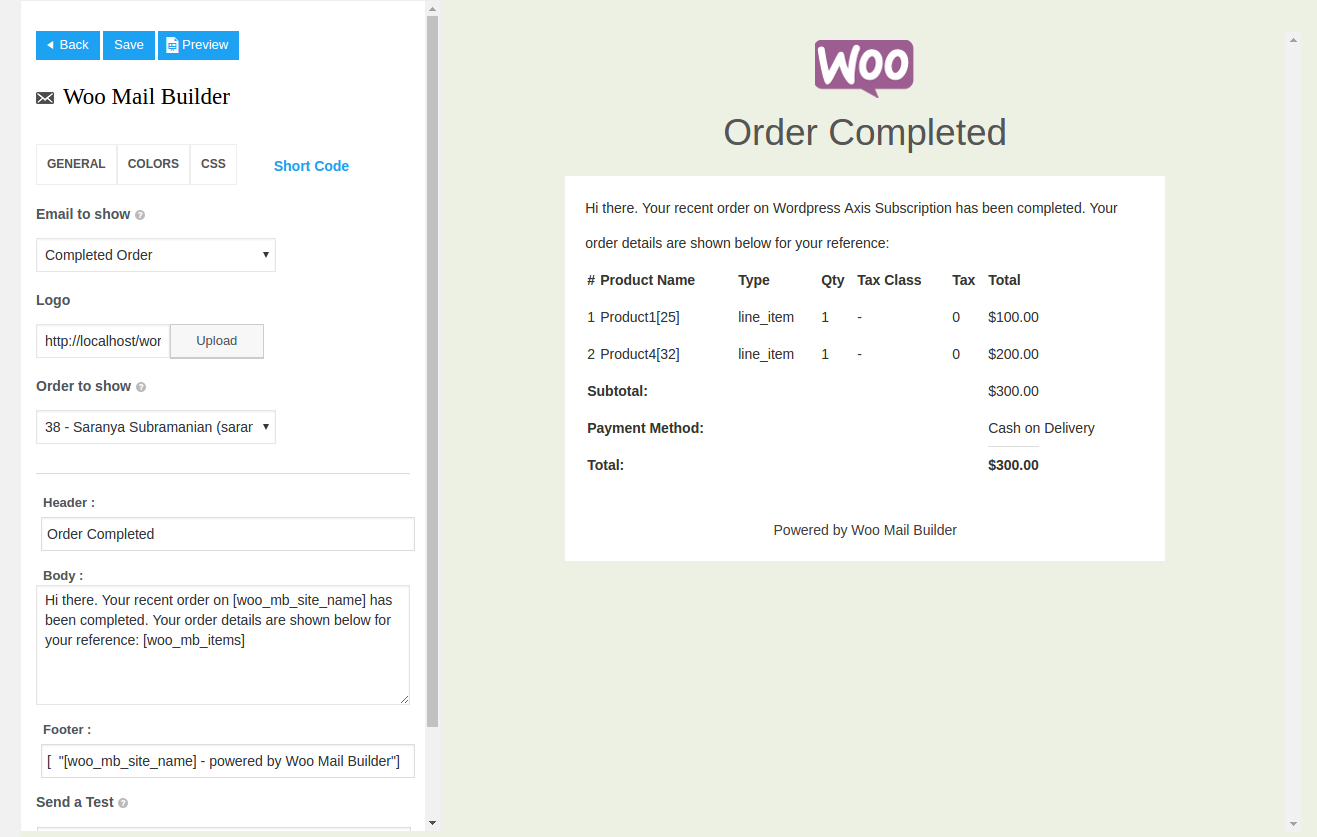 Back Save Preview
Woo Mail Builder
GENERAL COLORS CSS Short Code
Email to show ?
Completed Order
Logo
http://localhost/wor Upload
Order to show ?
38 - Saranya Subramanian (sarar
Header :
Order Completed
Body :
Hi there. Your recent order on [woo_mb_site_name] has
been completed. Your order details are shown below for
your reference: [woo_mb_items]
Footer :
[ "[woo_mb_site_name] - powered by Woo Mail Builder"]
Send a Test ?
WOO
Order Completed
Hi there. Your recent order on Wordpress Axis Subscription has been completed. Your
order details are shown below for your reference:
# Product Name Type Qty Tax Class Tax Total
1 Product1[25] line_item 1 - 0 $100.00
2 Product4[32] line_item 1 - 0 $200.00
Subtotal: $300.00
Payment Method: Cash on Delivery
Total: $300.00
Powered by Woo Mail Builder